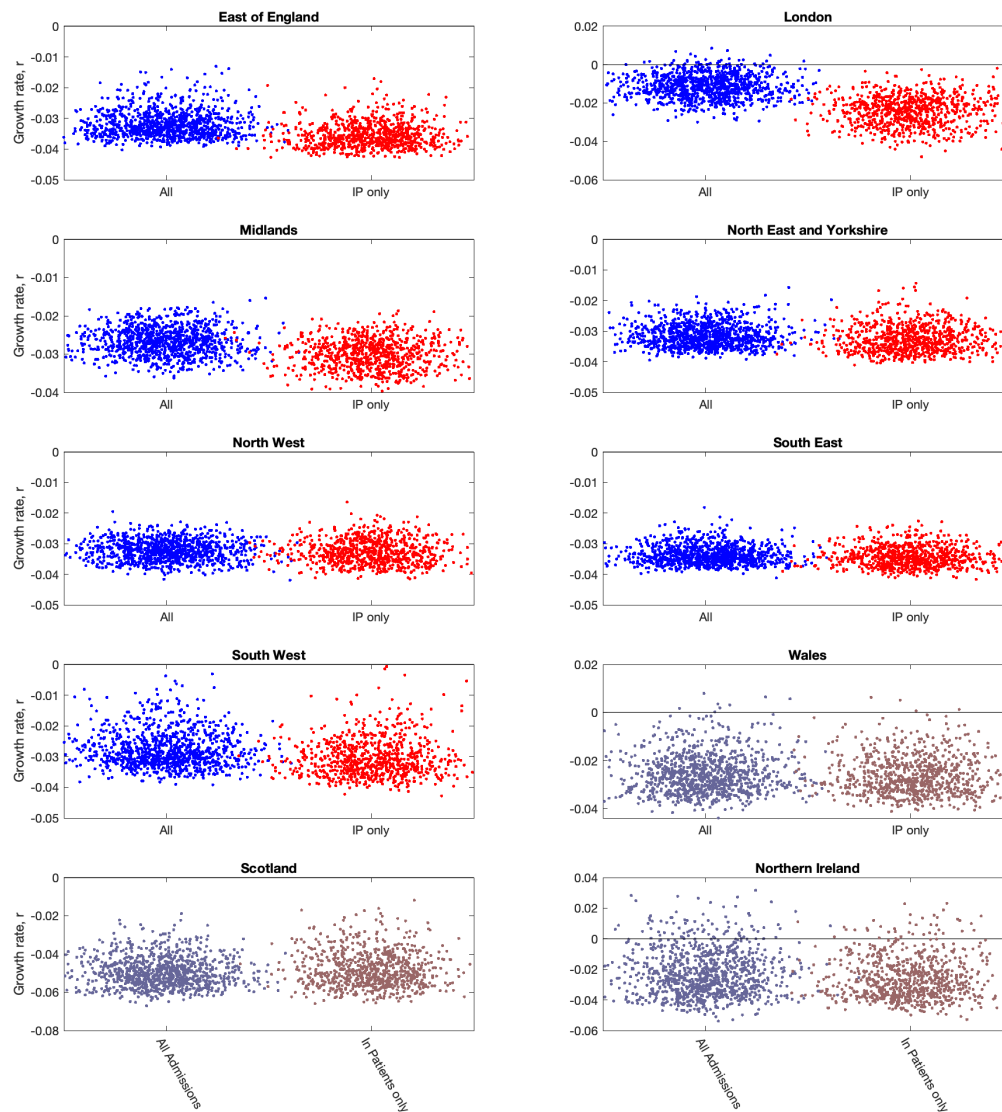 East of England
0
-0.01
-0.02
-0.03
-0.04
-0.05
Growth rate, r
All
IP only
London
0.02
0
-0.02
-0.04
-0.06
All
IP only
Midlands
0
-0.01
-0.02
-0.03
-0.04
Growth rate, r
All
IP only
North East and Yorkshire
0
-0.01
-0.02
-0.03
-0.04
-0.05
All
IP only
North West
0
-0.01
-0.02
-0.03
-0.04
-0.05
Growth rate, r
All
IP only
South East
0
-0.01
-0.02
-0.03
-0.04
-0.05
All
IP only
South West
0
-0.01
-0.02
-0.03
-0.04
-0.05
Growth rate, r
All
IP only
Wales
0.02
0
-0.02
-0.04
All
IP only
Scotland
0
-0.02
-0.04
-0.06
-0.08
Growth rate, r
All Admissions
In Patients only
Northern Ireland
0.04
0.02
0
-0.02
-0.04
-0.06
All Admissions
In Patients only